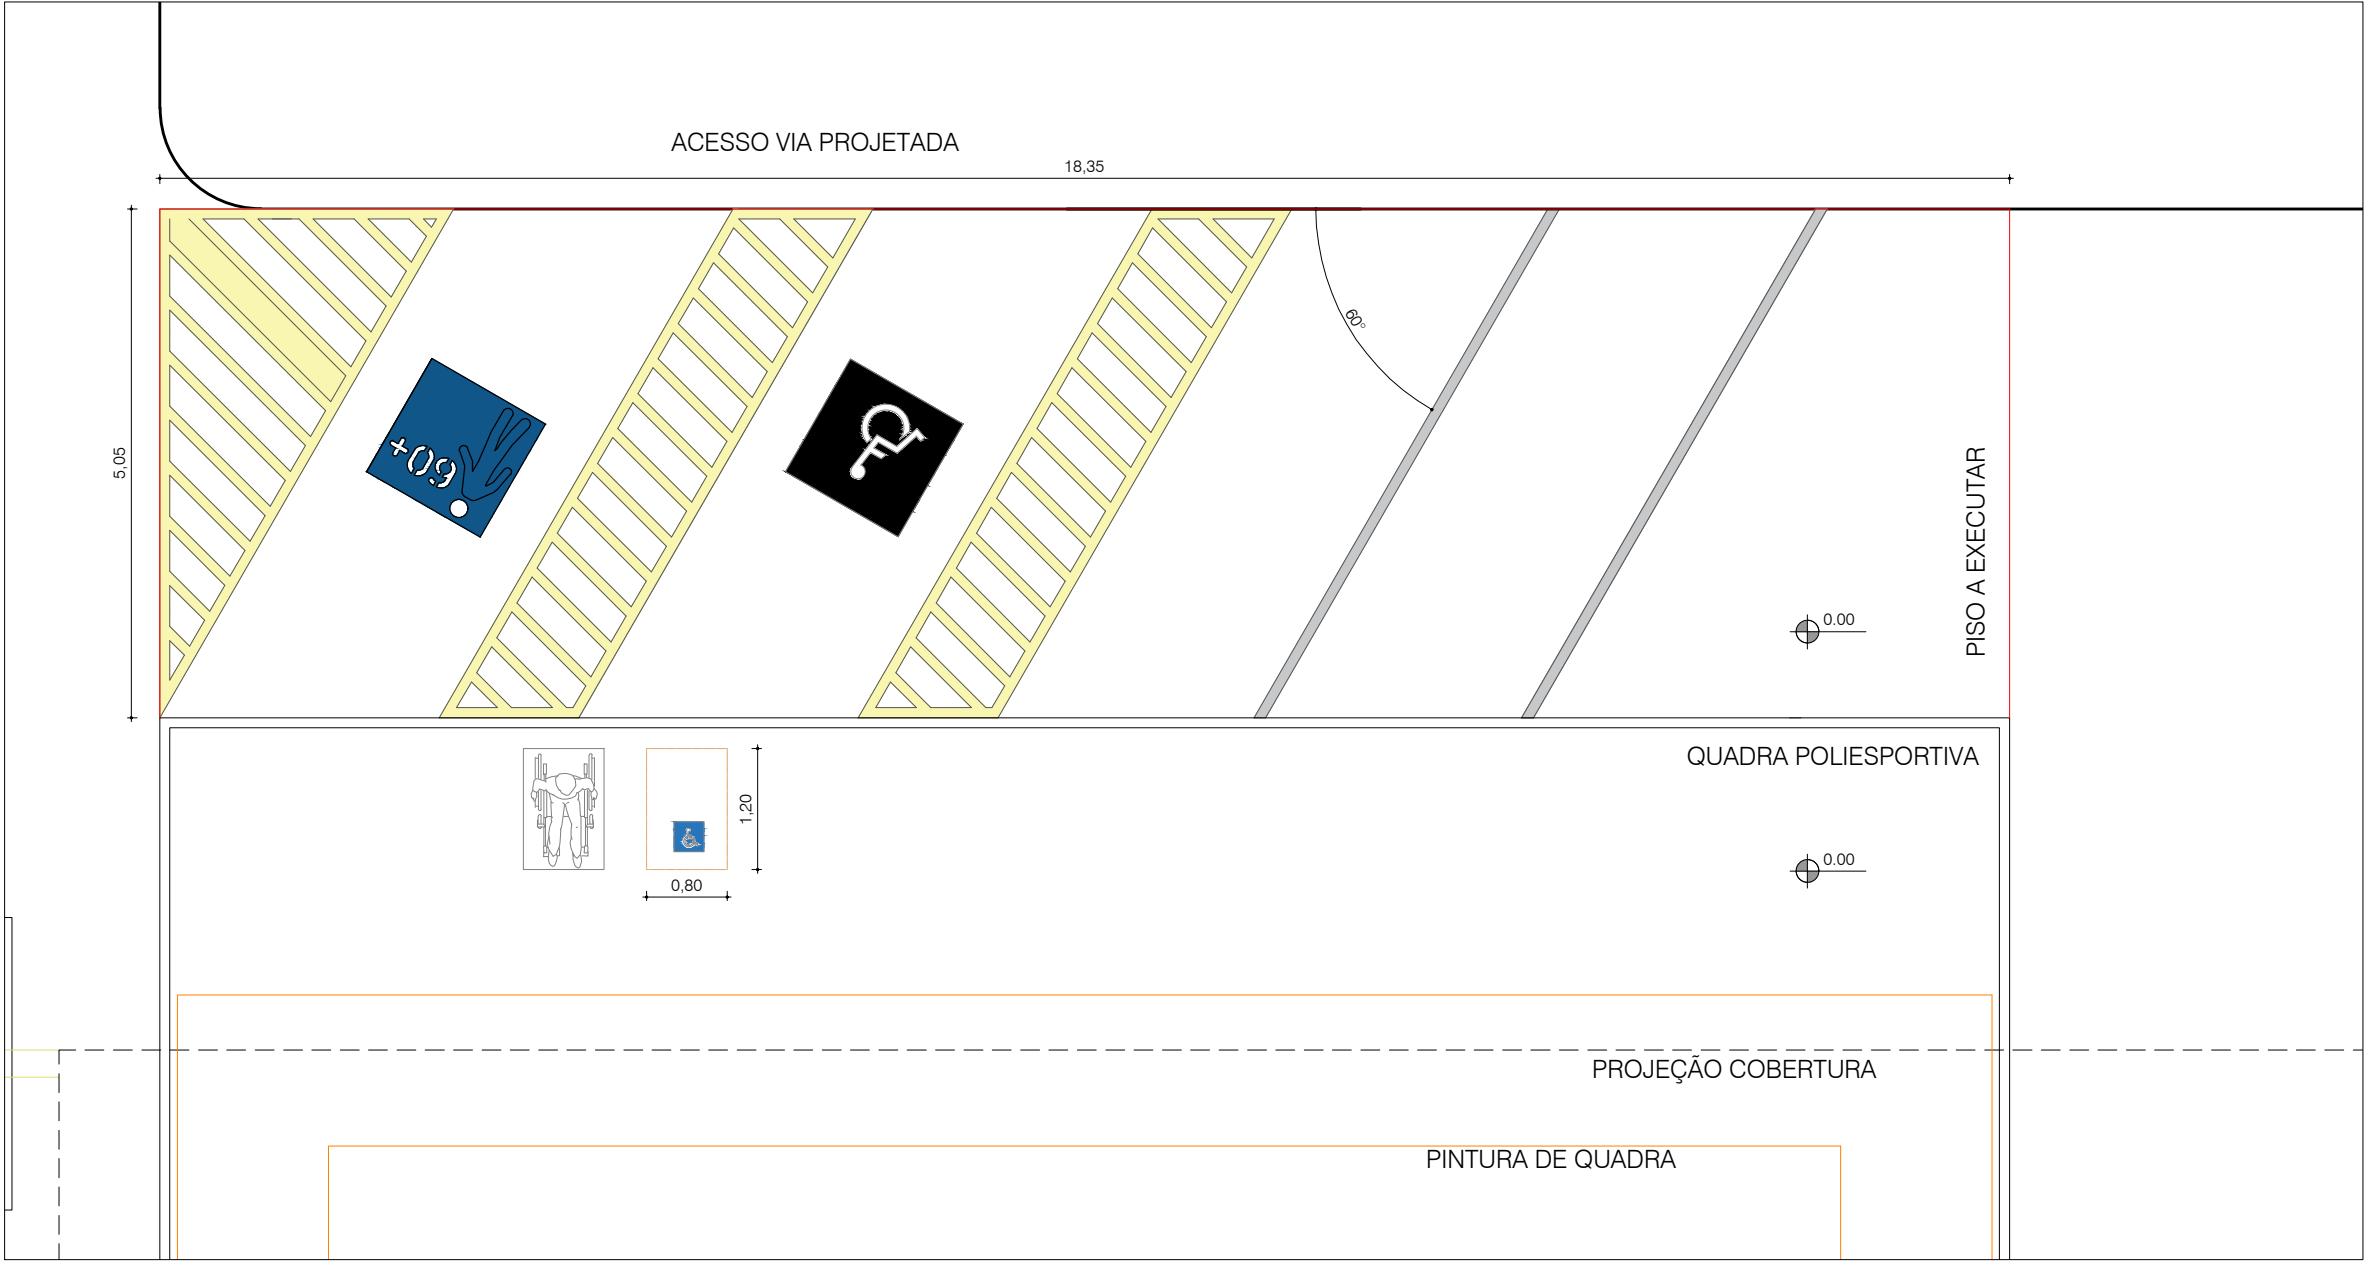 ACESSO VIA PROJETADA
18,35
5,05
60°
60+
PISO A EXECUTAR
0.00
QUADRA POLIESPORTIVA
1,20
0.00
0,80
PROJEÇÃO COBERTURA
PINTURA DE QUADRA